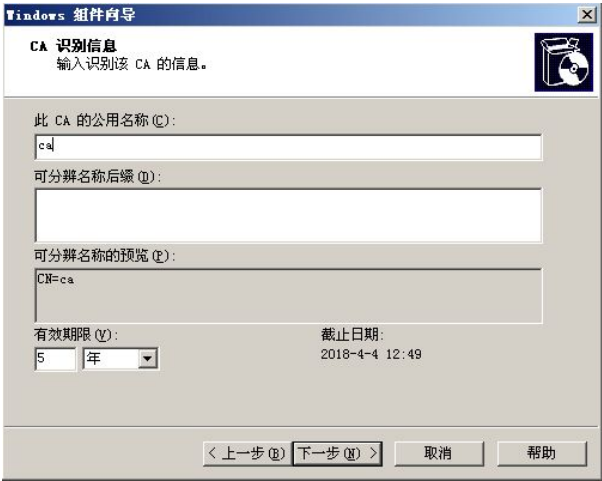 Windows 组件向导
CA 识别信息
输入识别该 CA 的信息。
此 CA 的公用名称(C):
ca
可分辨名称后缀(D):
可分辨名称的预览(P):
CN=ca
有效期限(V):
截止日期:
5 年
2018-4-4 12:49
< 上一步(B) 下一步(N) > 取消 帮助